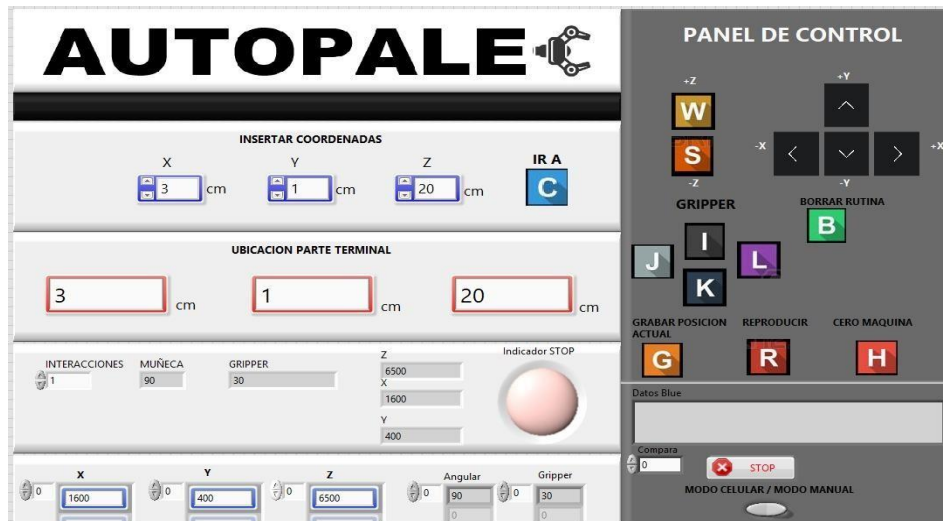 AUTOPALE
INSERTAR COORDENADAS
X Y Z IR A
3 cm 1 cm 20 cm C
UBICACION PARTE TERMINAL
3 cm 1 cm 20 cm
INTERACCIONES MUÑECA GRIPPER Z Indicador STOP
1 90 30 6500
X
1600
Y
400
X Y Z Angular Gripper
0 1600 0 400 0 6500 0 90 0 30
0 0
PANEL DE CONTROL
+Z +Y
W
S -X +X
-Z -Y
GRIPPER BORRAR RUTINA
I B
J L
K
GRABAR POSICION REPRODUCIR CERO MAQUINA
ACTUAL
G R H
Datos Blue
Compara
0 STOP
MODO CELULAR / MODO MANUAL